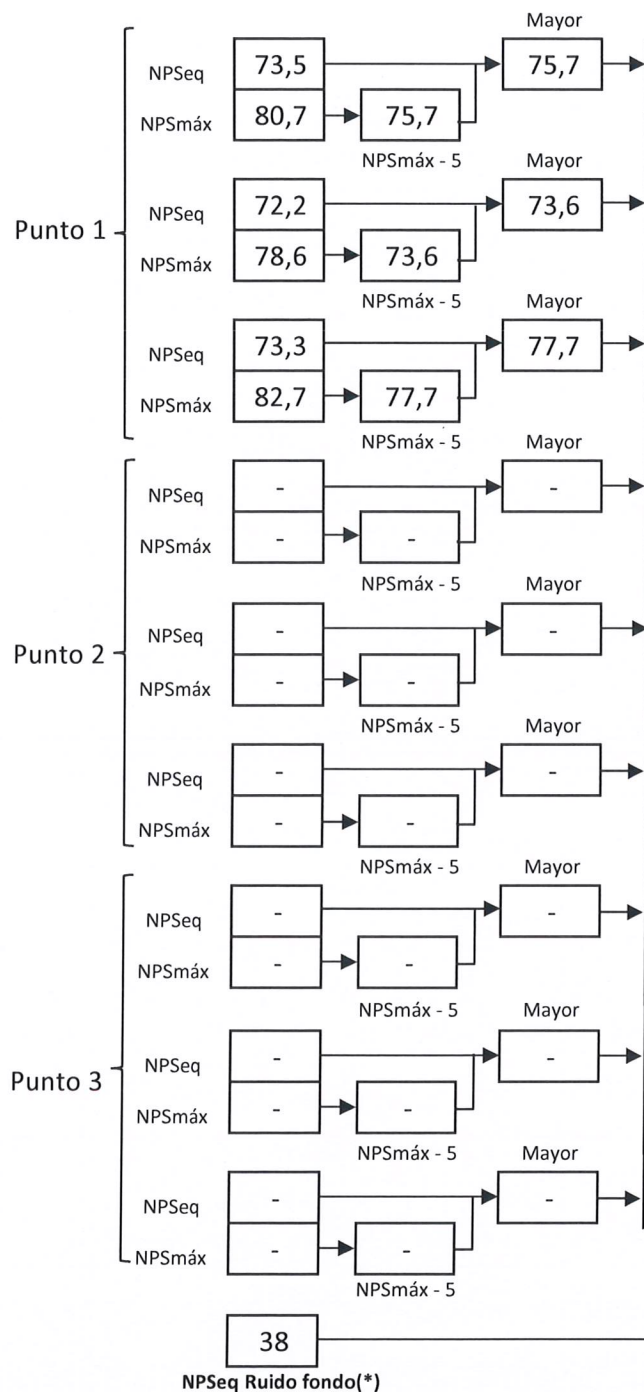 Mayor
NPSeq 73,5 75,7
NPSmáx 80,7 75,7
NPSmáx - 5
Mayor
NPSeq 72,2 73,6
Punto 1
NPSmáx 78,6 73,6
NPSmáx - 5
Mayor
NPSeq 73,3 77,7
NPSmáx 82,7 77,7
NPSmáx - 5
Mayor
NPSeq - -
NPSmáx - -
NPSmáx - 5
Mayor
NPSeq - -
Punto 2
NPSmáx - -
NPSmáx - 5
Mayor
NPSeq - -
NPSmáx - -
NPSmáx - 5
Mayor
NPSeq - -
NPSmáx - -
NPSmáx - 5
Mayor
NPSeq - -
Punto 3
NPSmáx - -
NPSmáx - 5
Mayor
NPSeq - -
NPSmáx - -
NPSmáx - 5
38
NPSeq Ruido fondo(*)